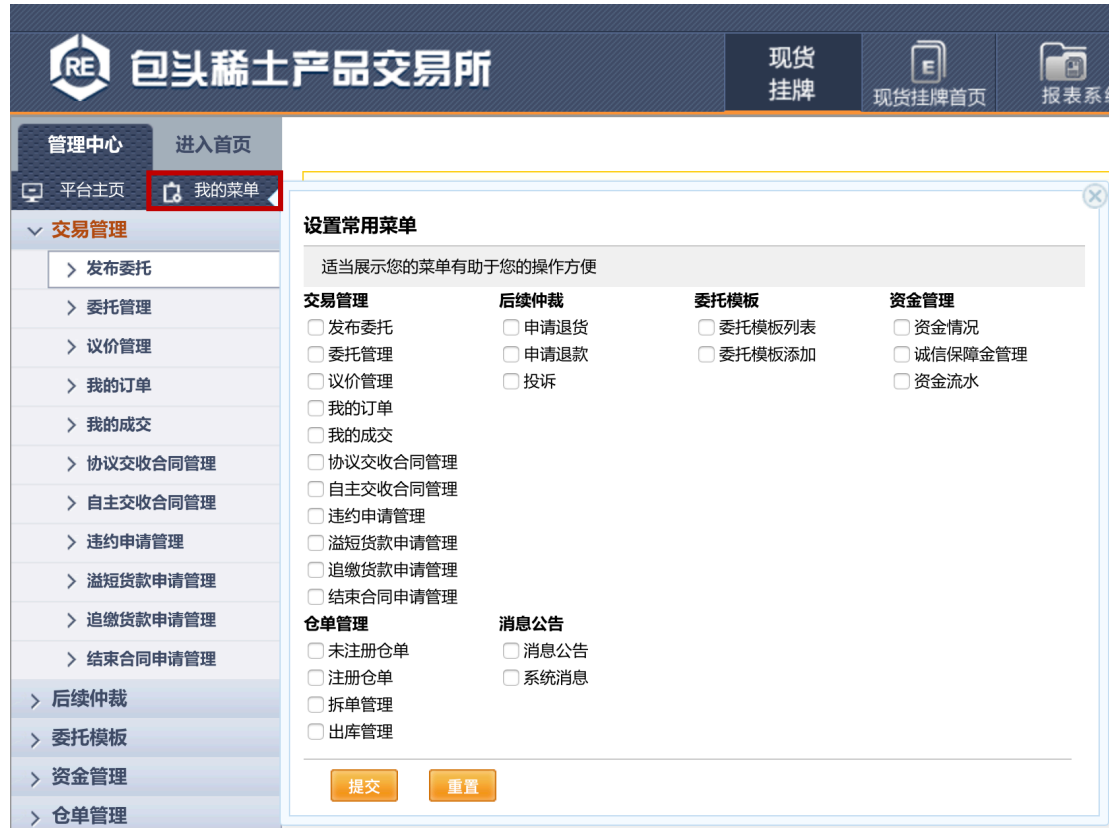 RE 包头稀土产品交易所
现货
挂牌
E
现货挂牌首页
报表系统
管理中心
进入首页
平台主页
我的菜单
交易管理
发布委托
委托管理
议价管理
我的订单
我的成交
协议交收合同管理
自主交收合同管理
违约申请管理
溢短货款申请管理
追缴货款申请管理
结束合同申请管理
后续仲裁
委托模板
资金管理
仓单管理
设置常用菜单
适当展示您的菜单有助于您的操作方便
交易管理
发布委托
委托管理
议价管理
我的订单
我的成交
协议交收合同管理
自主交收合同管理
违约申请管理
溢短货款申请管理
追缴货款申请管理
结束合同申请管理
后续仲裁
申请退货
申请退款
投诉
委托模板
委托模板列表
委托模板添加
资金管理
资金情况
诚信保障金管理
资金流水
仓单管理
未注册仓单
注册仓单
拆单管理
出库管理
消息公告
消息公告
系统消息
提交
重置